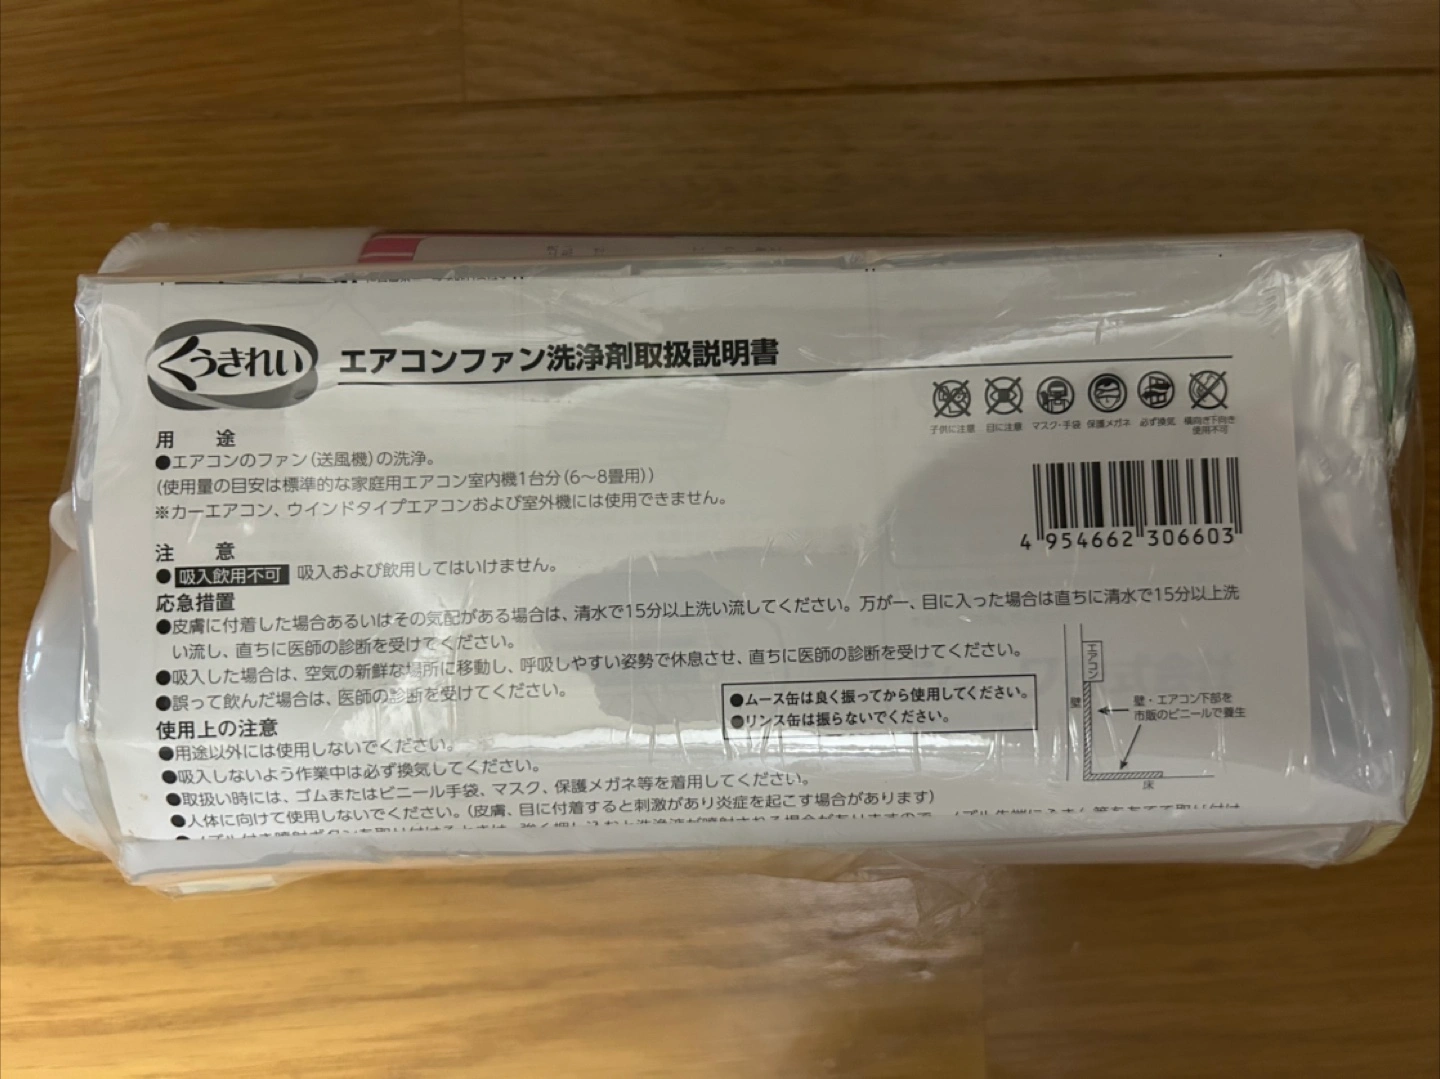 くうきれい
エアコンファン洗浄剤取扱説明書
子供に注意
目に注意
マスク・手袋
保護メガネ
必ず換気
横向き下向き
使用不可
用 途
●エアコンのファン(送風機)の洗浄。
(使用量の目安は標準的な家庭用エアコン室内機1台分(6〜8畳用))
※カーエアコン、ウインドタイプエアコンおよび室外機には使用できません。
4 954662 306603
注 意
●吸入飲用不可 吸入および飲用してはいけません。
応急措置
●皮膚に付着した場合あるいはその気配がある場合は、清水で15分以上洗い流してください。万が一、目に入った場合は直ちに清水で15分以上洗
い流し、直ちに医師の診断を受けてください。
●吸入した場合は、空気の新鮮な場所に移動し、呼吸しやすい姿勢で休息させ、直ちに医師の診断を受けてください。
●誤って飲んだ場合は、医師の診断を受けてください。
●ムース缶は良く振ってから使用してください。
●リンス缶は振らないでください。
エアコン
壁
壁・エアコン下部を
市販のビニールで養生
床
使用上の注意
●用途以外には使用しないでください。
●吸入しないよう作業中は必ず換気してください。
●取扱い時には、ゴムまたはビニール手袋、マスク、保護メガネ等を着用してください。
●人体に向けて使用しないでください。(皮膚、目に付着すると刺激があり炎症を起こす場合があります)